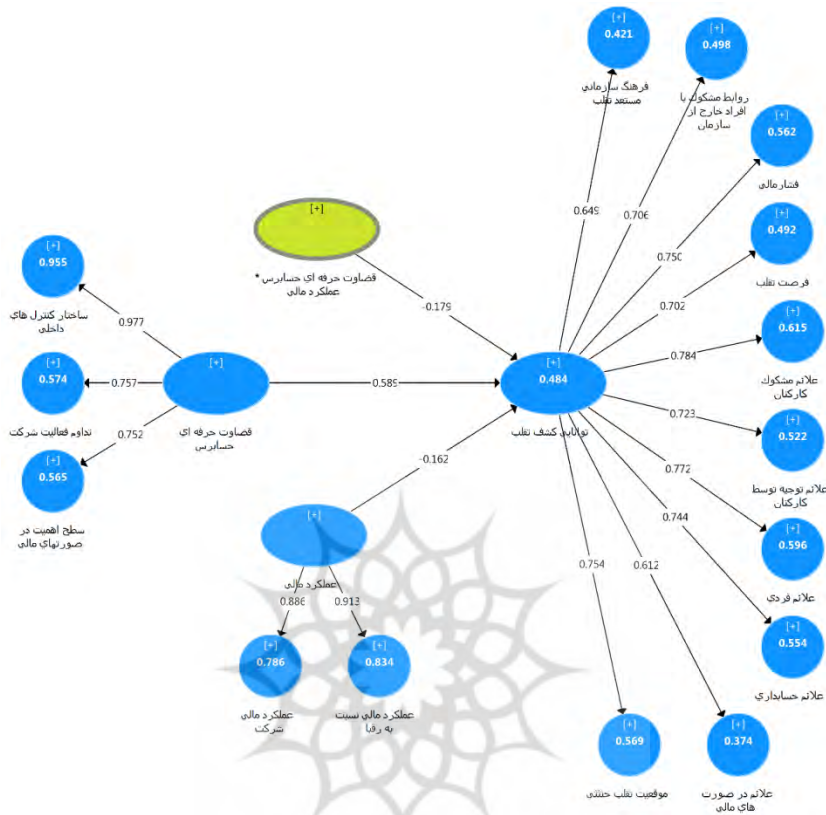 [+]
0.421
فرهنگ سازماني
مستعد تقلب
[+]
0.498
روابط مشکوک با
افراد خارج از
سازمان
[+]
0.562
فشار مالي
[+]
0.492
فرصت تقلب
[+]
0.615
علائم مشکوک
کارکنان
[+]
0.522
علائم توجیه توسط
کارکنان
[+]
0.596
علائم فردي
[+]
0.554
علائم حسابداري
[+]
0.374
علائم در صورت
هاي مالي
[+]
0.569
موقعیت تقلب خنثتی
0.649
0.706
0.750
0.702
0.784
0.723
0.772
0.744
0.612
0.754
[+]
قضاوت حرفه اي حسابرس *
عملکرد مالي
-0.179
[+]
0.484
توانایي کشف تقلب
0.589
-0.162
[+]
قضاوت حرفه اي
حسابرس
0.977
0.757
0.752
[+]
0.955
ساختار کنترل هاي
داخلي
[+]
0.574
تداوم فعالیت شرکت
[+]
0.565
سطح اهمیت در
صورتهاي مالي
[+]
عملکرد مالي
0.886
0.913
[+]
0.786
عملکرد مالي
شرکت
[+]
0.834
عملکرد مالي نسبت
به رقبا